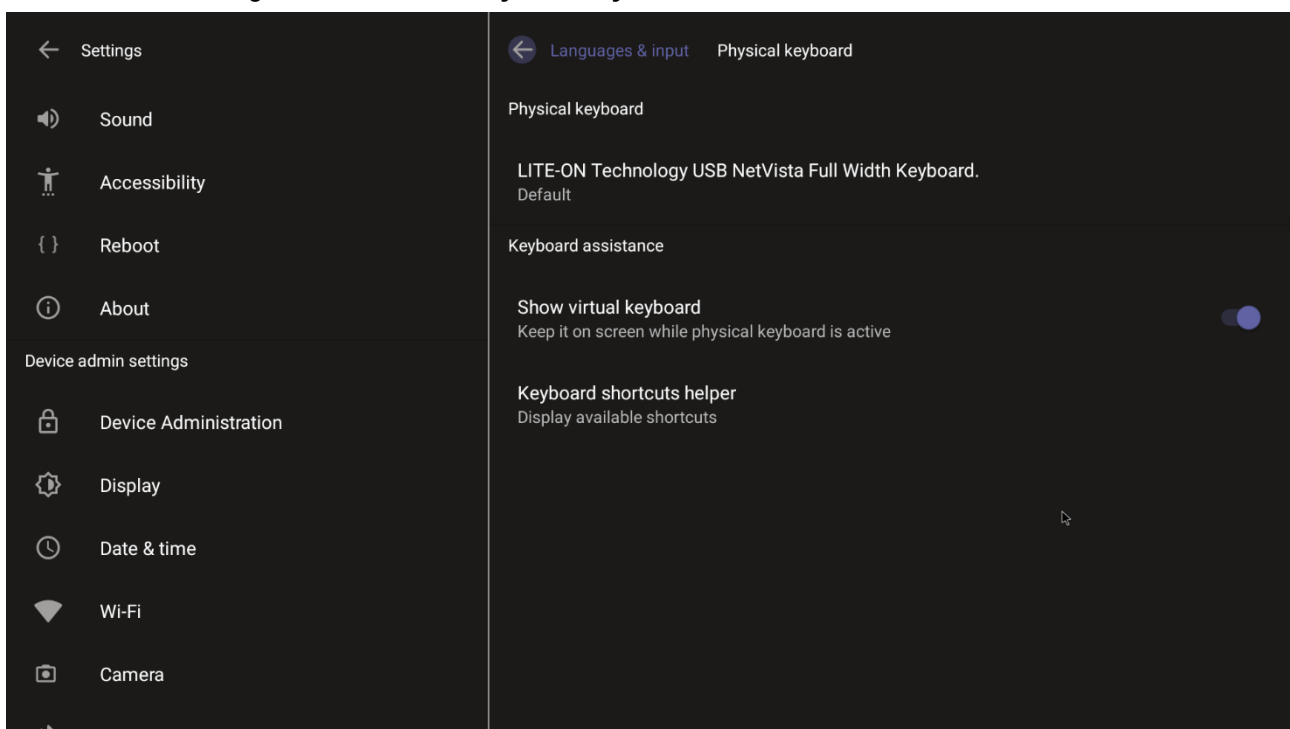 Settings
Sound
Accessibility
{ }
Reboot
About
Device admin settings
Device Administration
Display
Date & time
Wi-Fi
Camera
Languages & input
Physical keyboard
Physical keyboard
LITE-ON Technology USB NetVista Full Width Keyboard.
Default
Keyboard assistance
Show virtual keyboard
Keep it on screen while physical keyboard is active
Keyboard shortcuts helper
Display available shortcuts